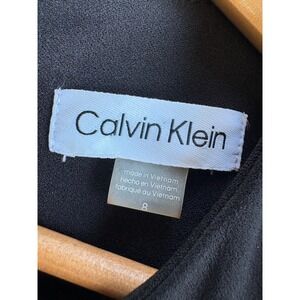 Calvin Klein
made in Vietnam
hecho en Vietnam
fabriqué au Vietnam
8